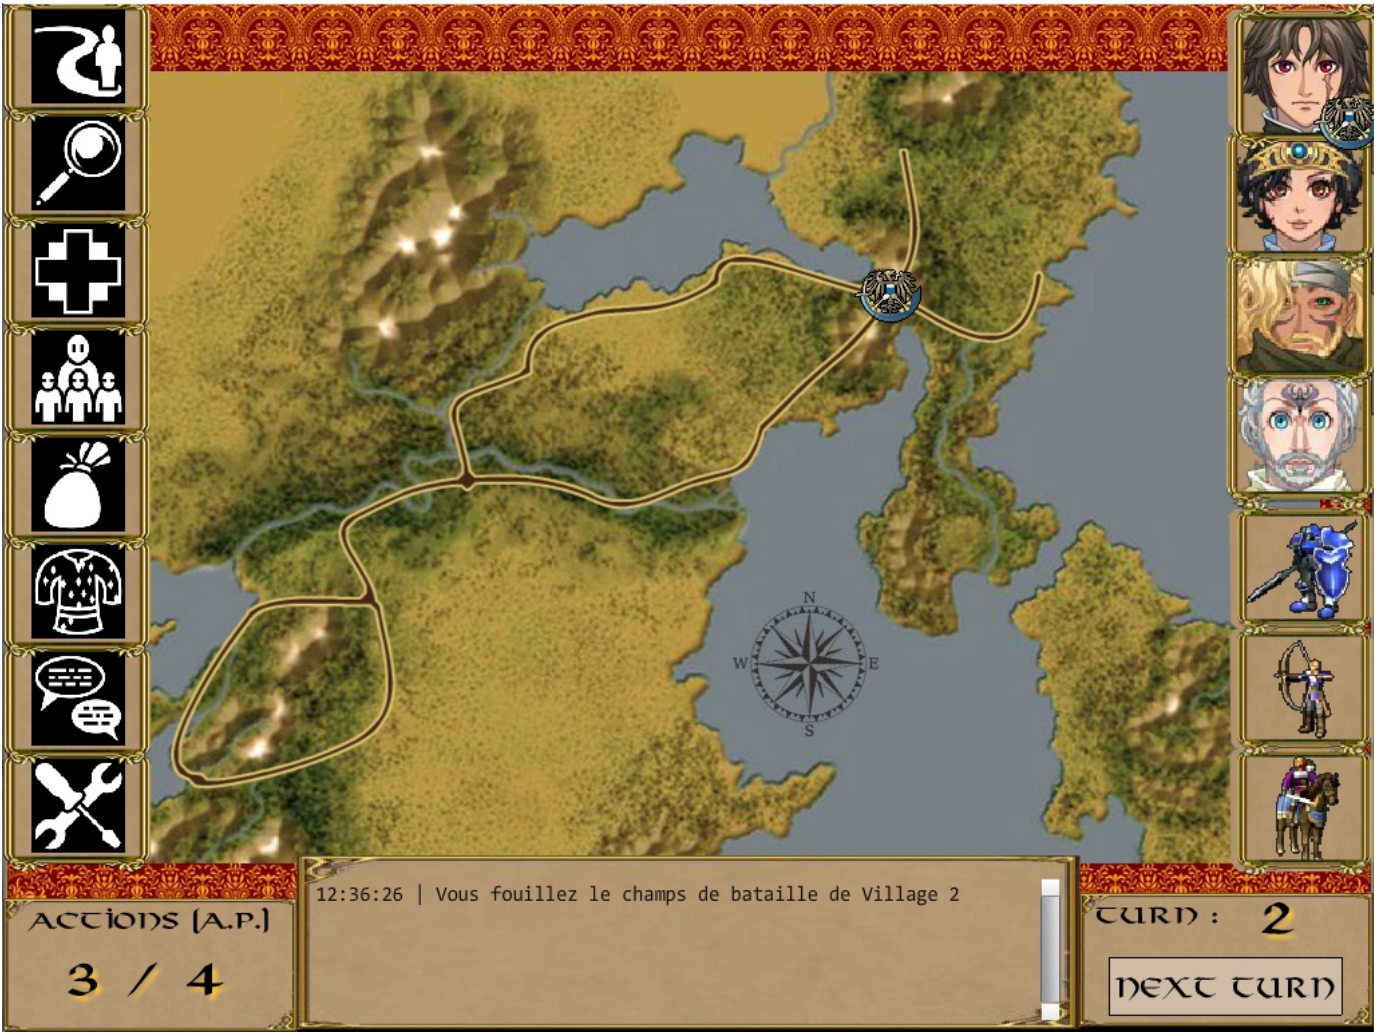 N
W E
S
12:36:26 | Vous fouillez le champs de bataille de Village 2
ACTIONS (A.P.)
3 / 4
TURN : 2
NEXT TURN